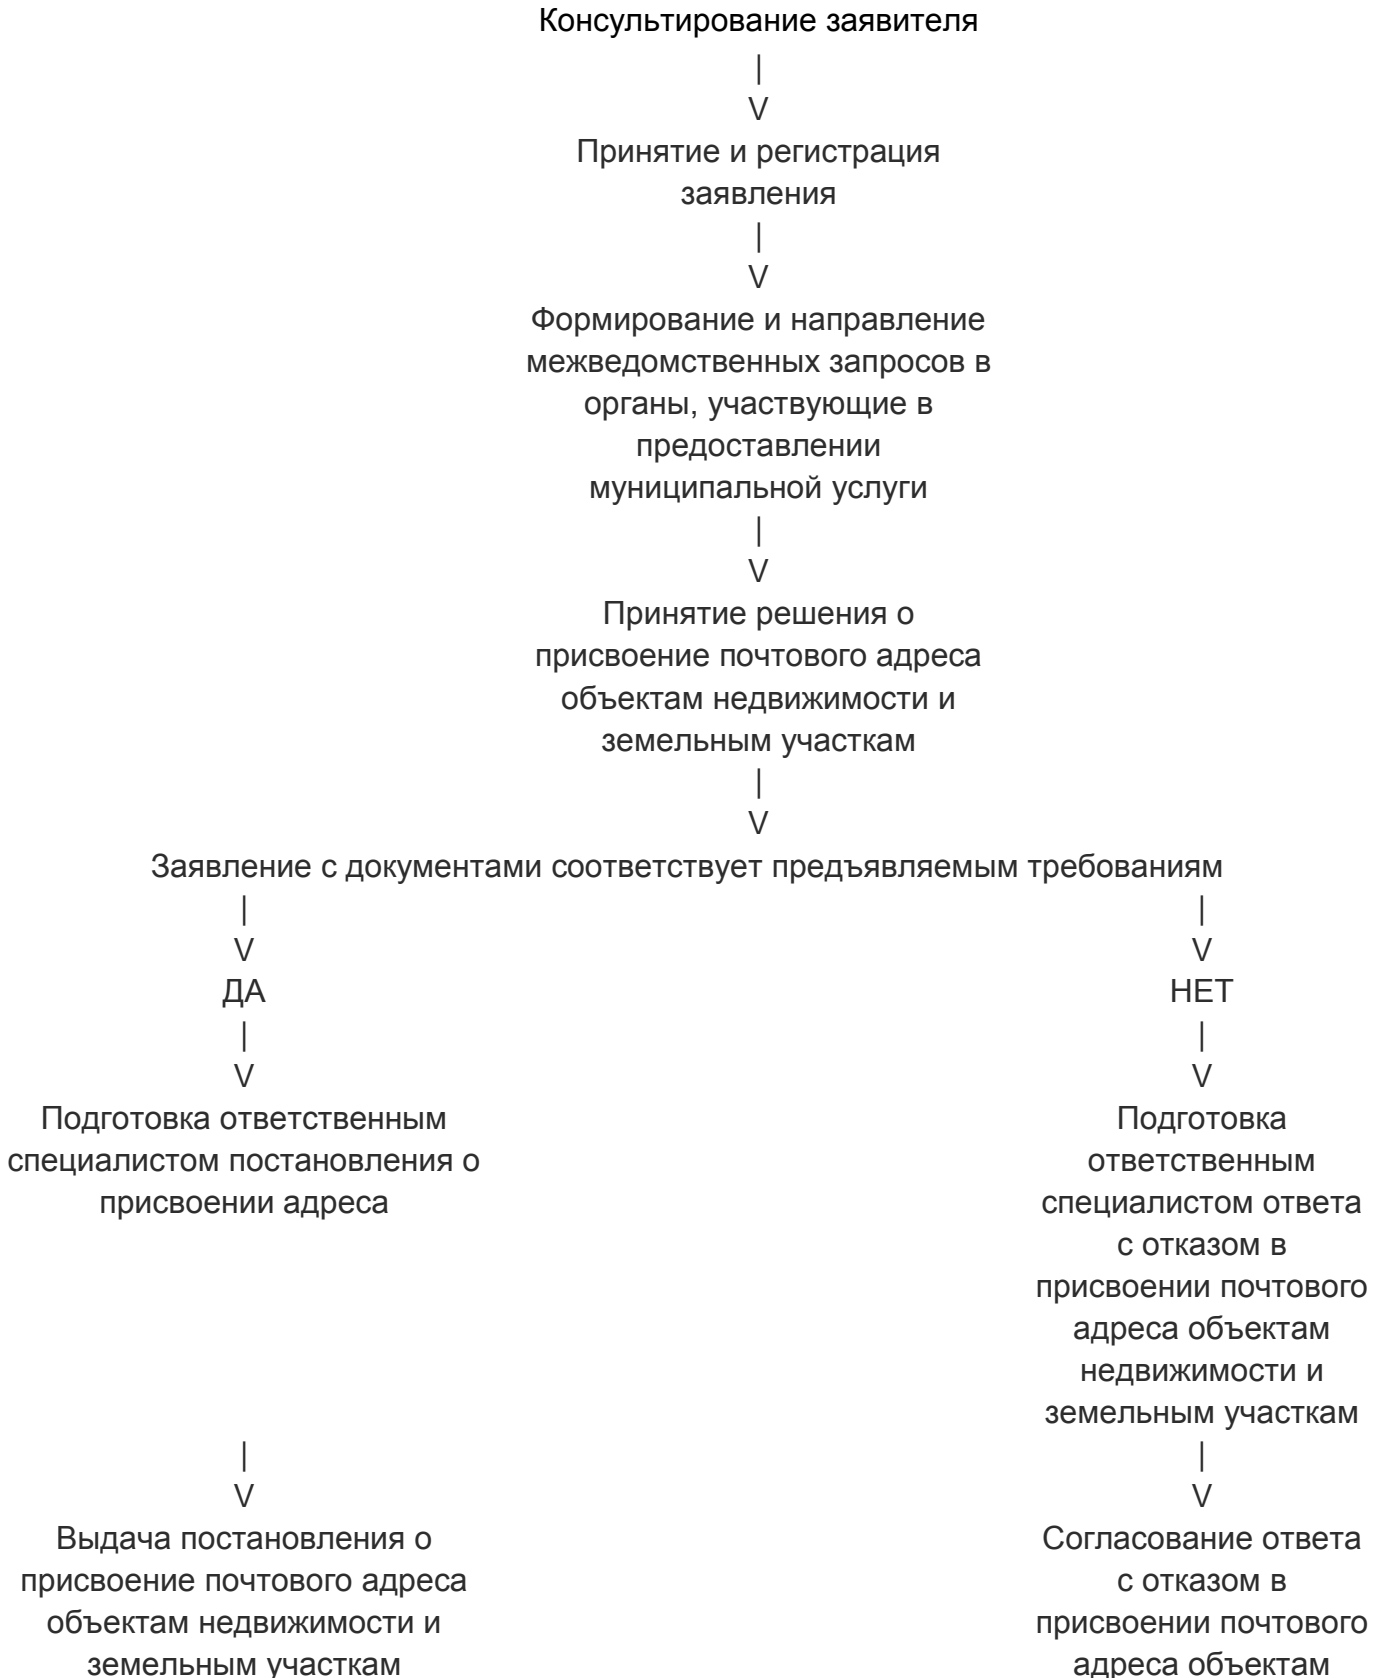 Консультирование заявителя
|
V
Принятие и регистрация
заявления
|
V
Формирование и направление
межведомственных запросов в
органы, участвующие в
предоставлении
муниципальной услуги
|
V
Принятие решения о
присвоение почтового адреса
объектам недвижимости и
земельным участкам
|
V
Заявление с документами соответствует предъявляемым требованиям
| |
V V
ДА НЕТ
| |
V V
Подготовка ответственным
специалистом постановления о
присвоении адреса
Подготовка
ответственным
специалистом ответа
с отказом в
присвоении почтового
адреса объектам
недвижимости и
земельным участкам
| |
V V
Выдача постановления о
присвоение почтового адреса
объектам недвижимости и
земельным участкам
Согласование ответа
с отказом в
присвоении почтового
адреса объектам